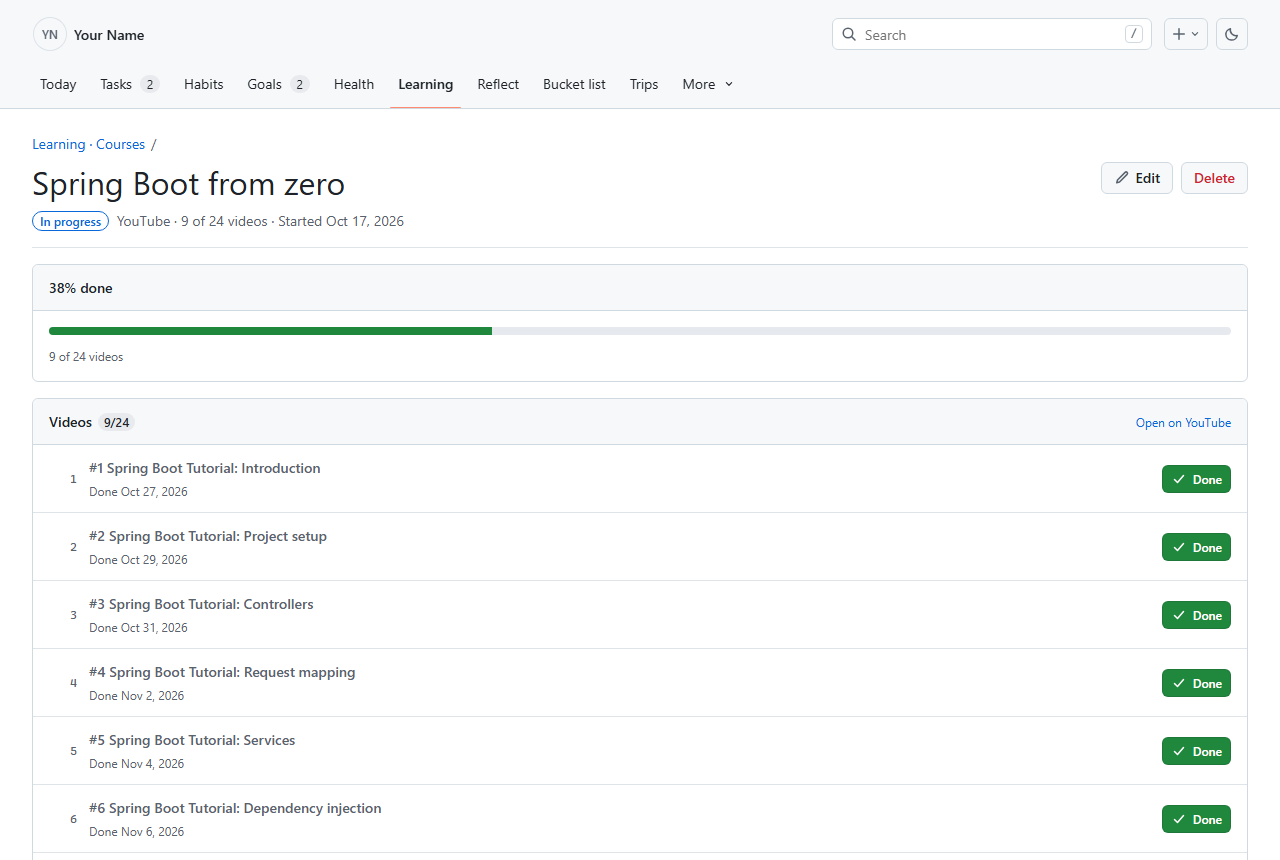 YN Your Name
Search /
Today Tasks 2 Habits Goals 2 Health Learning Reflect Bucket list Trips More
Learning · Courses /
Spring Boot from zero
Edit Delete
In progress YouTube · 9 of 24 videos · Started Oct 17, 2026
38% done
9 of 24 videos
Videos 9/24 Open on YouTube
1 #1 Spring Boot Tutorial: Introduction
Done Oct 27, 2026
Done
2 #2 Spring Boot Tutorial: Project setup
Done Oct 29, 2026
Done
3 #3 Spring Boot Tutorial: Controllers
Done Oct 31, 2026
Done
4 #4 Spring Boot Tutorial: Request mapping
Done Nov 2, 2026
Done
5 #5 Spring Boot Tutorial: Services
Done Nov 4, 2026
Done
6 #6 Spring Boot Tutorial: Dependency injection
Done Nov 6, 2026
Done